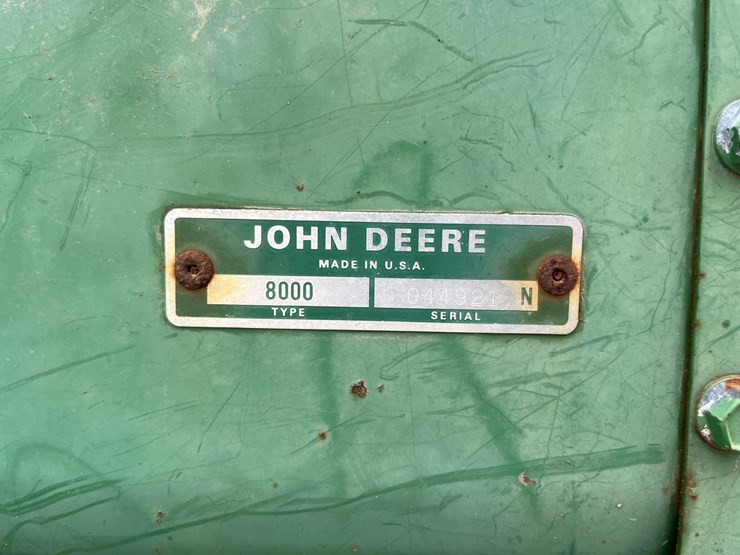 JOHN DEERE
MADE IN U.S.A.
8000 044921 N
TYPE SERIAL